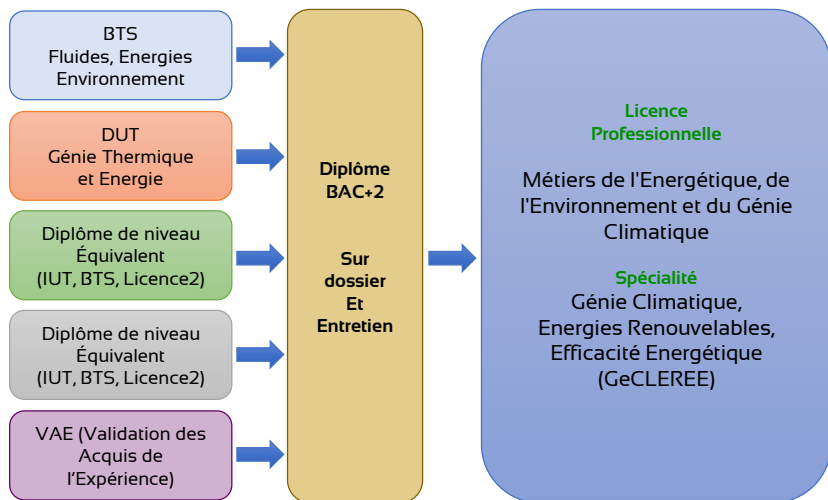 BTS
Fluides, Energies
Environnement
DUT
Génie Thermique
et Energie
Diplôme de niveau
Équivalent
(IUT, BTS, Licence2)
Diplôme de niveau
Équivalent
(IUT, BTS, Licence2)
VAE (Validation des
Acquis de
l'Expérience)
Diplôme
BAC+2
Sur
dossier
Et
Entretien
Licence
Professionnelle
Métiers de l'Energétique, de
l'Environnement et du Génie
Climatique
Spécialité
Génie Climatique,
Energies Renouvelables,
Efficacité Energétique
(GeCLEREE)